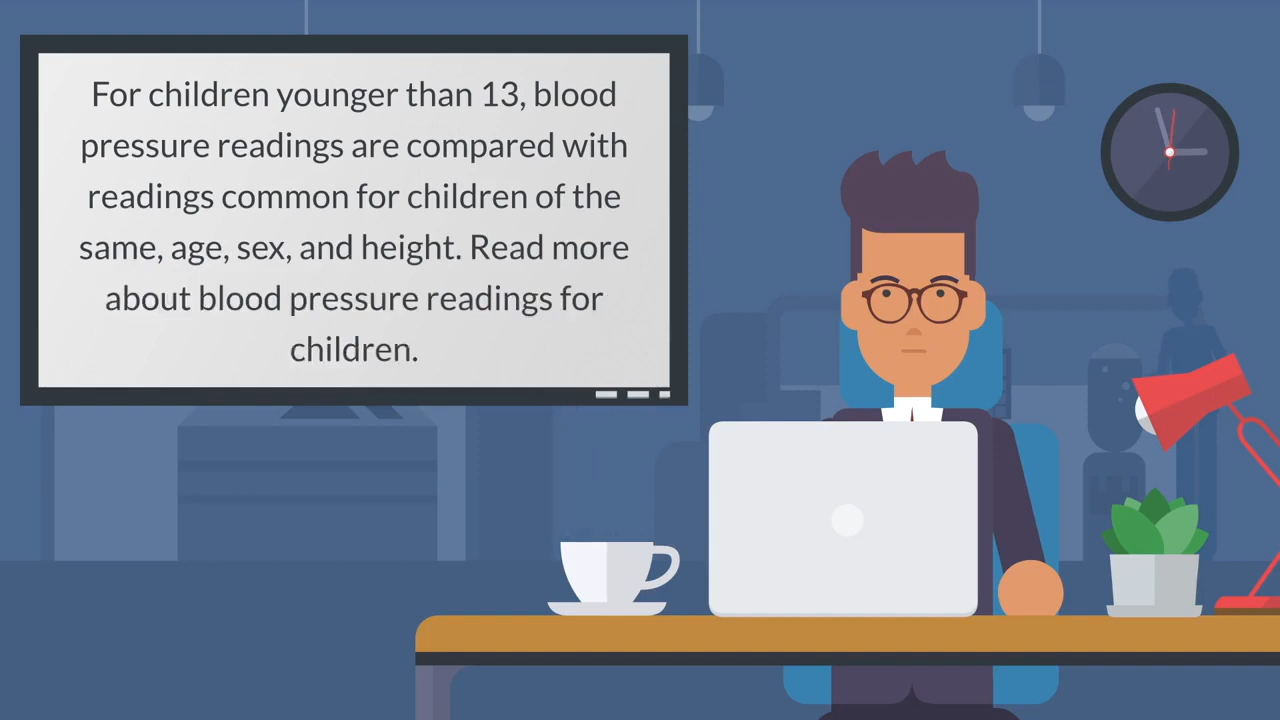 For children younger than 13, blood
pressure readings are compared with
readings common for children of the
same, age, sex, and height. Read more
about blood pressure readings for
children.